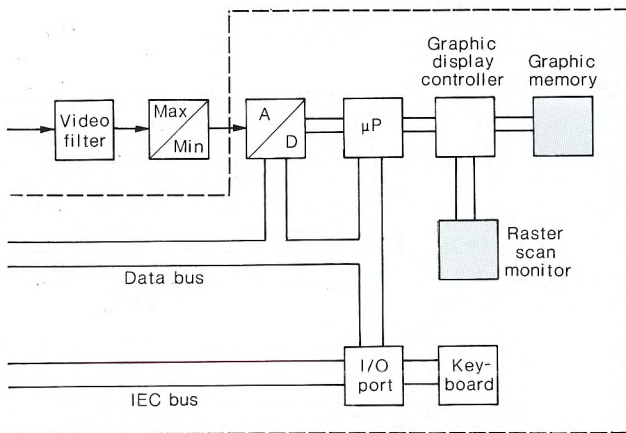 Graphic
display
controller
Graphic
memory
Video
filter
Max
Min
A
D
µP
Raster
scan
monitor
Data bus
I/O
port
Key-
board
IEC bus